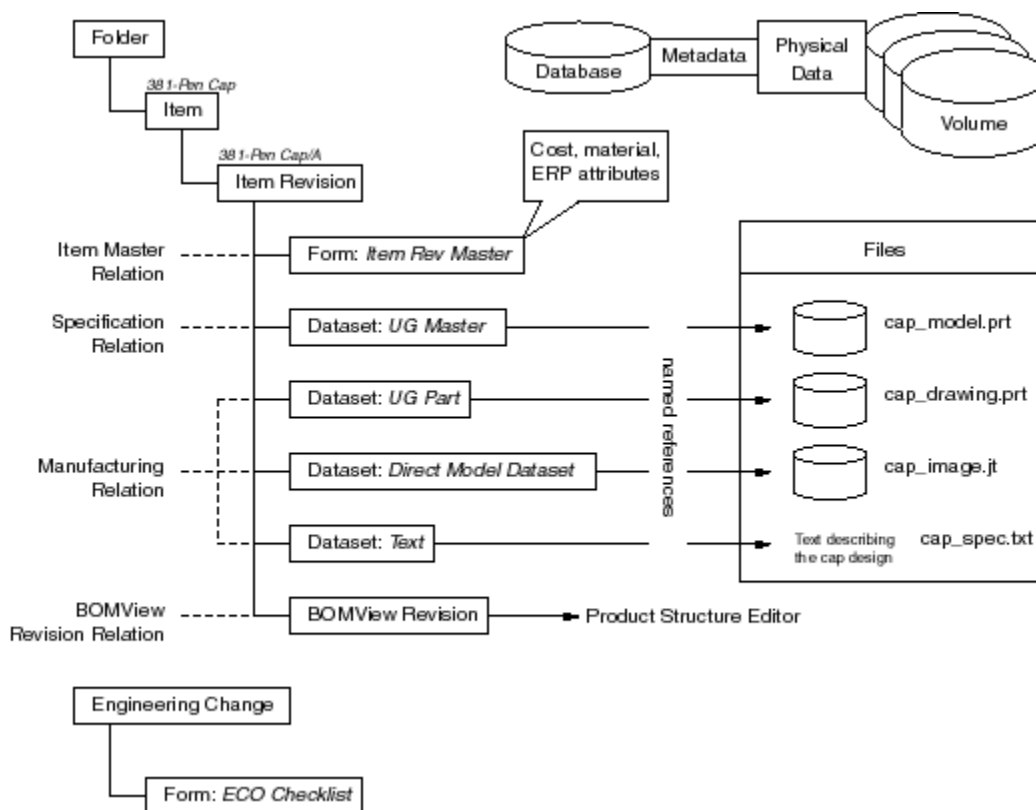 Folder
381-Pen Cap
Item
381-Pen Cap/A
Item Revision
Database
Metadata
Physical
Data
Volume
Cost, material,
ERP attributes
Item Master
Relation
Form: Item Rev Master
Specification
Relation
Dataset: UG Master
Dataset: UG Part
Manufacturing
Relation
Dataset: Direct Model Dataset
Dataset: Text
BOMView
Revision Relation
BOMView Revision
Product Structure Editor
named references
Files
cap_model.prt
cap_drawing.prt
cap_image.jt
Text describing
the cap design
cap_spec.txt
Engineering Change
Form: ECO Checklist